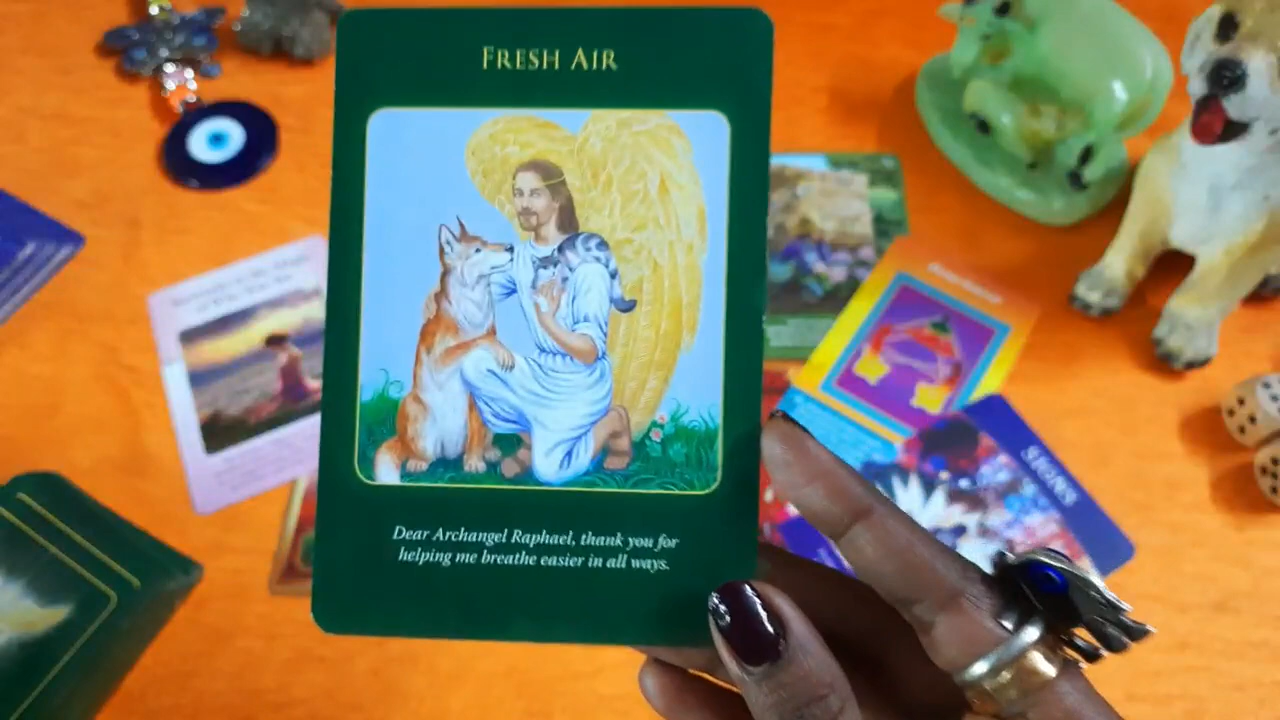 FRESH AIR
Dear Archangel Raphael, thank you for
helping me breathe easier in all ways.
SIGNS